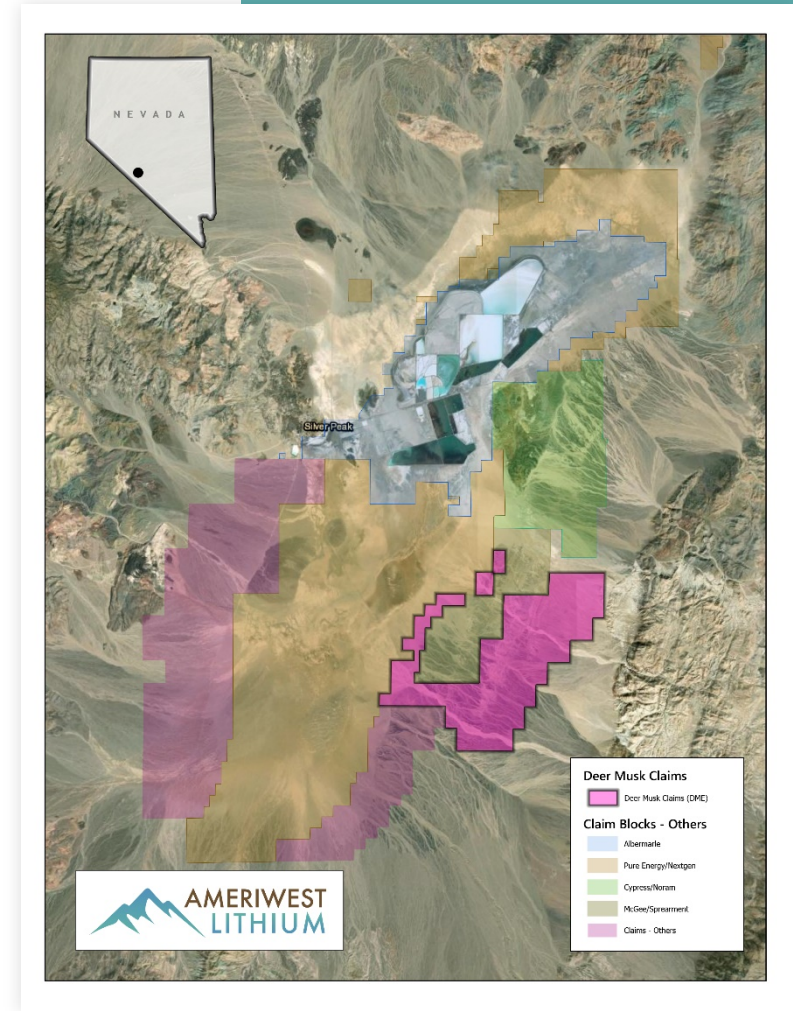 NEVADA
Silver Peak
Deer Musk Claims
Deer Musk Claims (DME)
Claim Blocks - Others
Albermarle
Pure Energy/Nextgen
Cypress/Noram
McGee/Sprearment
Claims - Others
AMERIWEST
LITHIUM